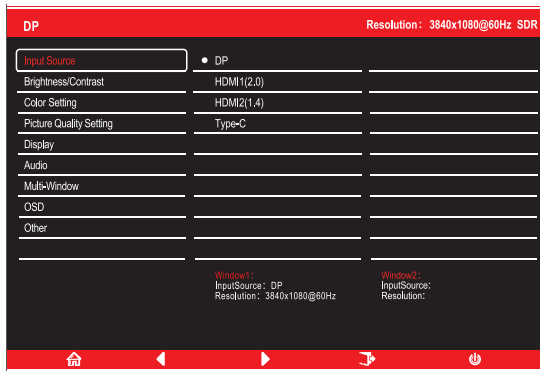 DP
Resolution: 3840x1080@60Hz SDR
Input Source
● DP
Brightness/Contrast
HDMI1(2.0)
Color Setting
HDMI2(1.4)
Picture Quality Setting
Type-C
Display
Audio
Multi-Window
OSD
Other
Window1:
InputSource: DP
Resolution: 3840x1080@60Hz
Window2:
InputSource:
Resolution: